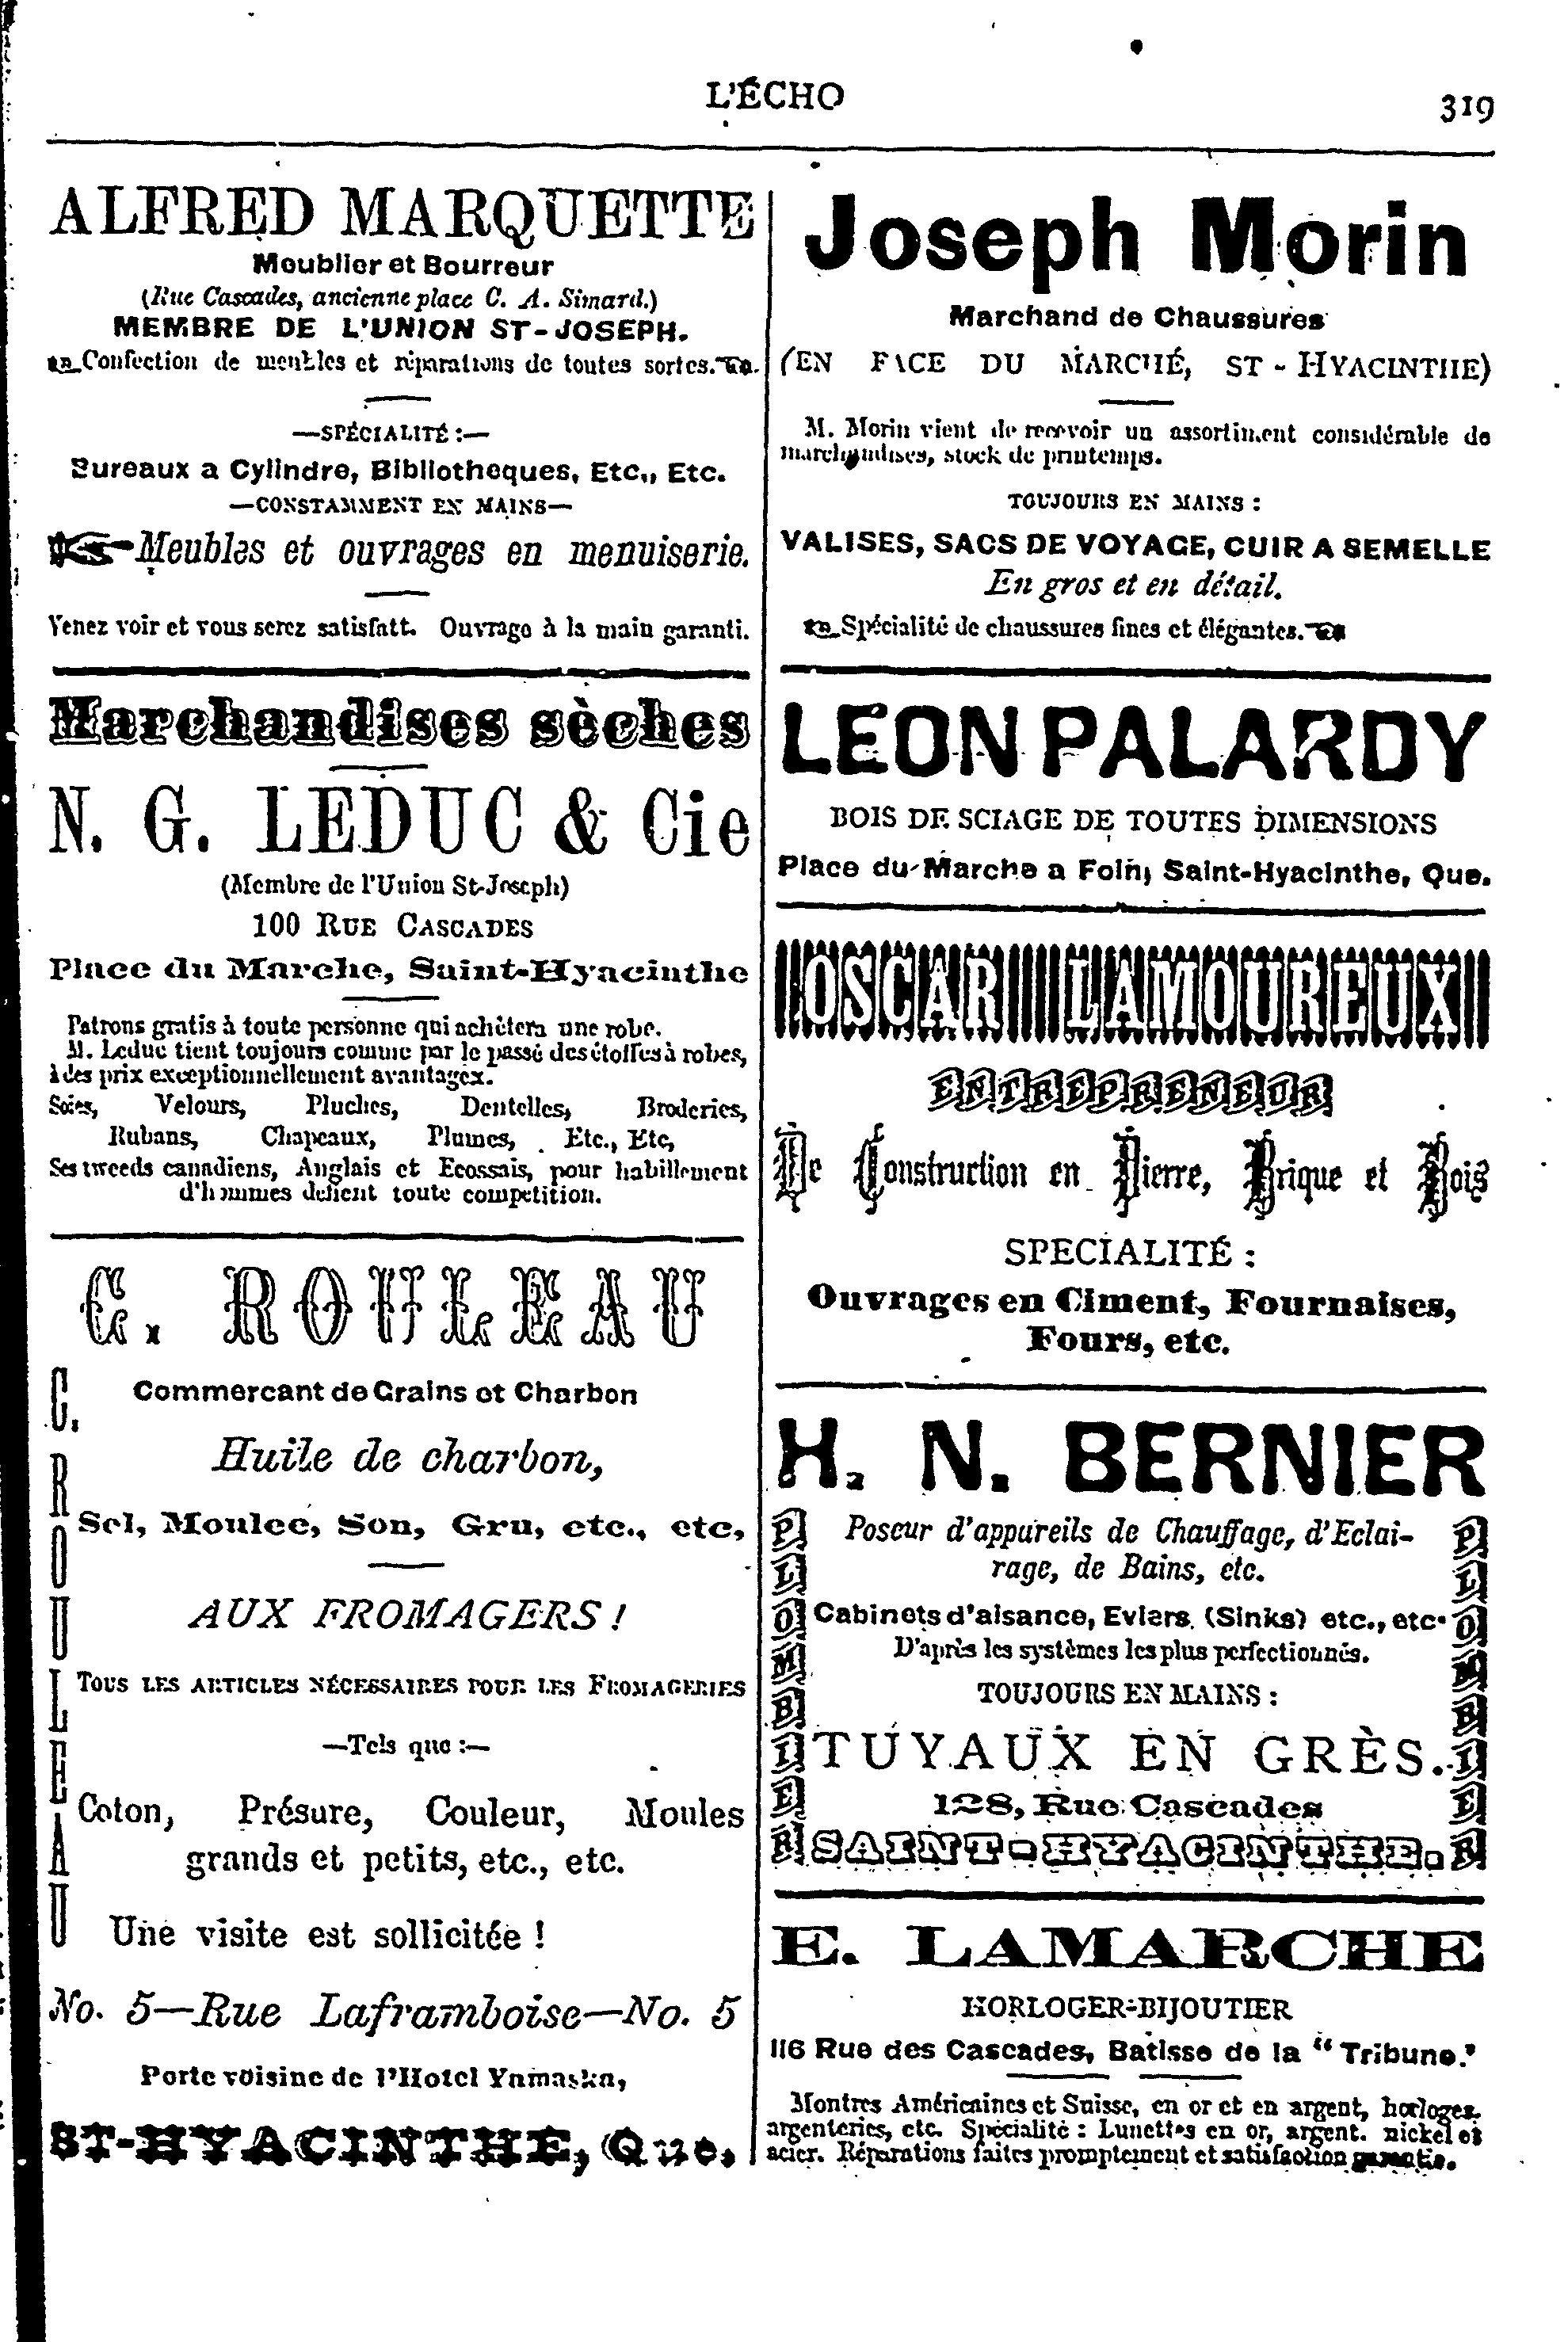 L'ÉCHO
319
ALFRED MARQUETTE
Meublier et Bourreur
(Rue Cascades, ancienne place C. A. Simard.)
MEMBRE DE L'UNION ST-JOSEPH.
Confection de meubles et réparations de toutes sortes.
—SPÉCIALITÉ :—
Bureaux a Cylindre, Bibliotheques, Etc., Etc.
—CONSTAMMENT EN MAINS—
Meubles et ouvrages en menuiserie.
Venez voir et vous serez satisfatt. Ouvrage à la main garanti.
Marchandises sèches
N. G. LEDUC & Cie
(Membre de l'Union St-Joseph)
100 RUE CASCADES
Place du Marche, Saint-Hyacinthe
Patrons gratis à toute personne qui achètera une robe.
M. Leduc tient toujours comme par le passé des étoffes à robes,
à des prix exceptionnellement avantagex.
Soies, Velours, Pluches, Dentelles, Broderies,
Rubans, Chapeaux, Plumes, Etc., Etc,
Ses tweeds canadiens, Anglais et Ecossais, pour habillement
d'hommes défient toute competition.
C. ROULEAU
C. ROULEAU
Commercant de Grains et Charbon
Huile de charbon,
Sel, Moulee, Son, Gru, etc., etc,
AUX FROMAGERS !
TOUS LES ARTICLES NÉCESSAIRES POUR LES FROMAGERIES
—Tels que :—
Coton, Présure, Couleur, Moules
grands et petits, etc., etc.
Une visite est sollicitée !
No. 5—Rue Laframboise—No. 5
Porte voisine de l'Hotel Yamaska,
ST-HYACINTHE, Que,
Joseph Morin
Marchand de Chaussures
(EN FACE DU MARCHÉ, ST-HYACINTHE)
M. Morin vient de recevoir un assortiment considérable de
marchandises, stock de printemps.
TOUJOURS EN MAINS :
VALISES, SACS DE VOYAGE, CUIR A SEMELLE
En gros et en détail.
Spécialité de chaussures fines et élégantes.
LEON PALARDY
BOIS DE SCIAGE DE TOUTES DIMENSIONS
Place du Marche a Foin, Saint-Hyacinthe, Que.
OSCAR LAMOUREUX
ENTREPRENEUR
De Construction en Pierre, Brique et Bois
SPECIALITÉ :
Ouvrages en Ciment, Fournaises,
Fours, etc.
H. N. BERNIER
PLOMBIER
Poseur d'appareils de Chauffage, d'Eclai-
rage, de Bains, etc.
Cabinets d'aisance, Eviers. (Sinks) etc., etc.
D'après les systèmes les plus perfectionnés.
TOUJOURS EN MAINS :
TUYAUX EN GRÈS.
128, Rue Cascades
SAINT-HYACINTHE.
PLOMBIER
E. LAMARCHE
HORLOGER-BIJOUTIER
116 Rue des Cascades, Batisse de la "Tribune."
Montres Américaines et Suisse, en or et en argent, horloges,
argenteries, etc. Spécialité : Lunettes en or, argent. nickel et
acier. Réparations faites promptement et satisfaction garantie.